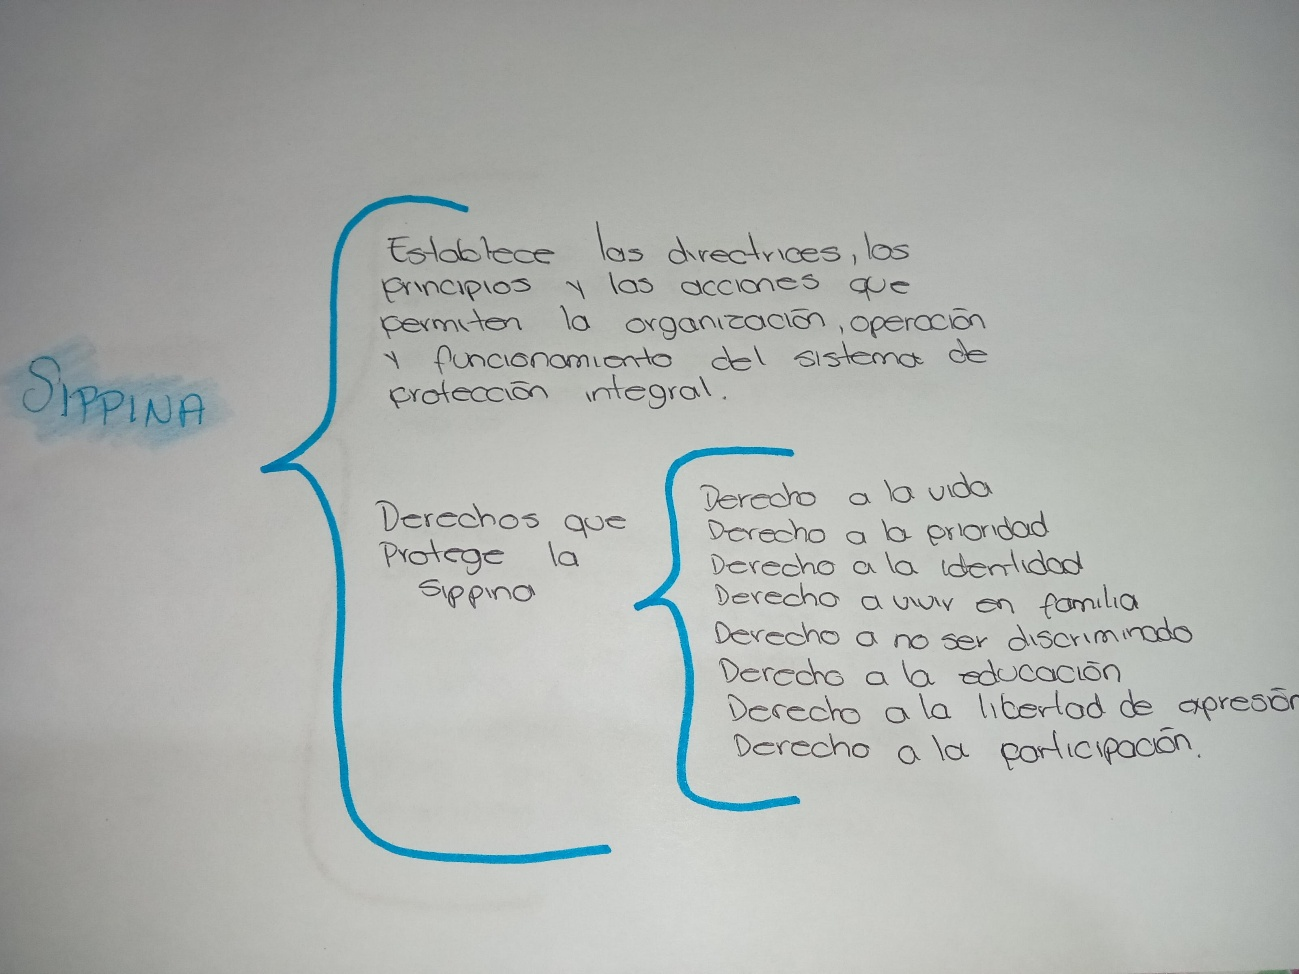 SIPPINA
Establece las directrices, los
principios y las acciones que
permiten la organización, operación
y funcionamiento del sistema de
protección integral.
Derechos que
Protege la
Sippina
Derecho a la vida
Derecho a la prioridad
Derecho a la identidad
Derecho a vivir en familia
Derecho a no ser discriminado
Derecho a la educación
Derecho a la libertad de expresión
Derecho a la participación.